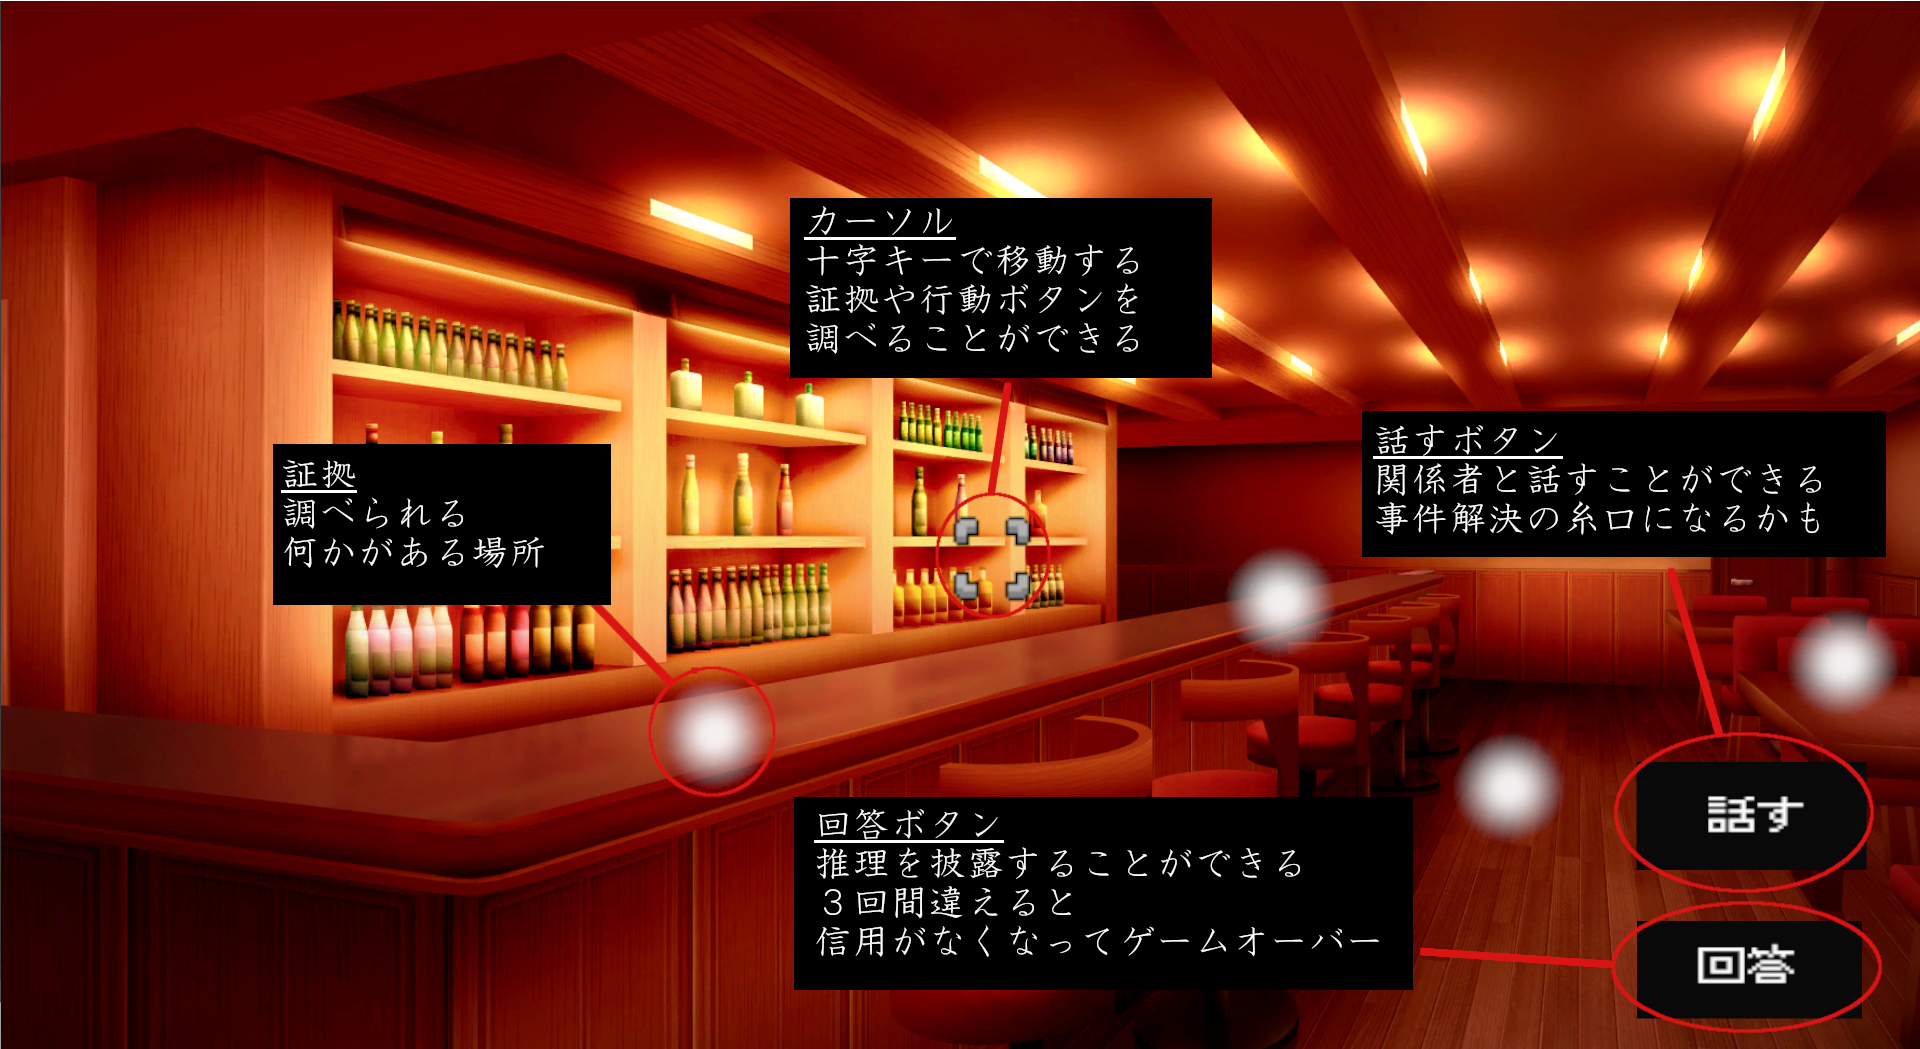 カーソル
十字キーで移動する
証拠や行動ボタンを
調べることができる
証拠
調べられる
何かがある場所
話すボタン
関係者と話すことができる
事件解決の糸口になるかも
回答ボタン
推理を披露することができる
３回間違えると
信用がなくなってゲームオーバー
話す
回答